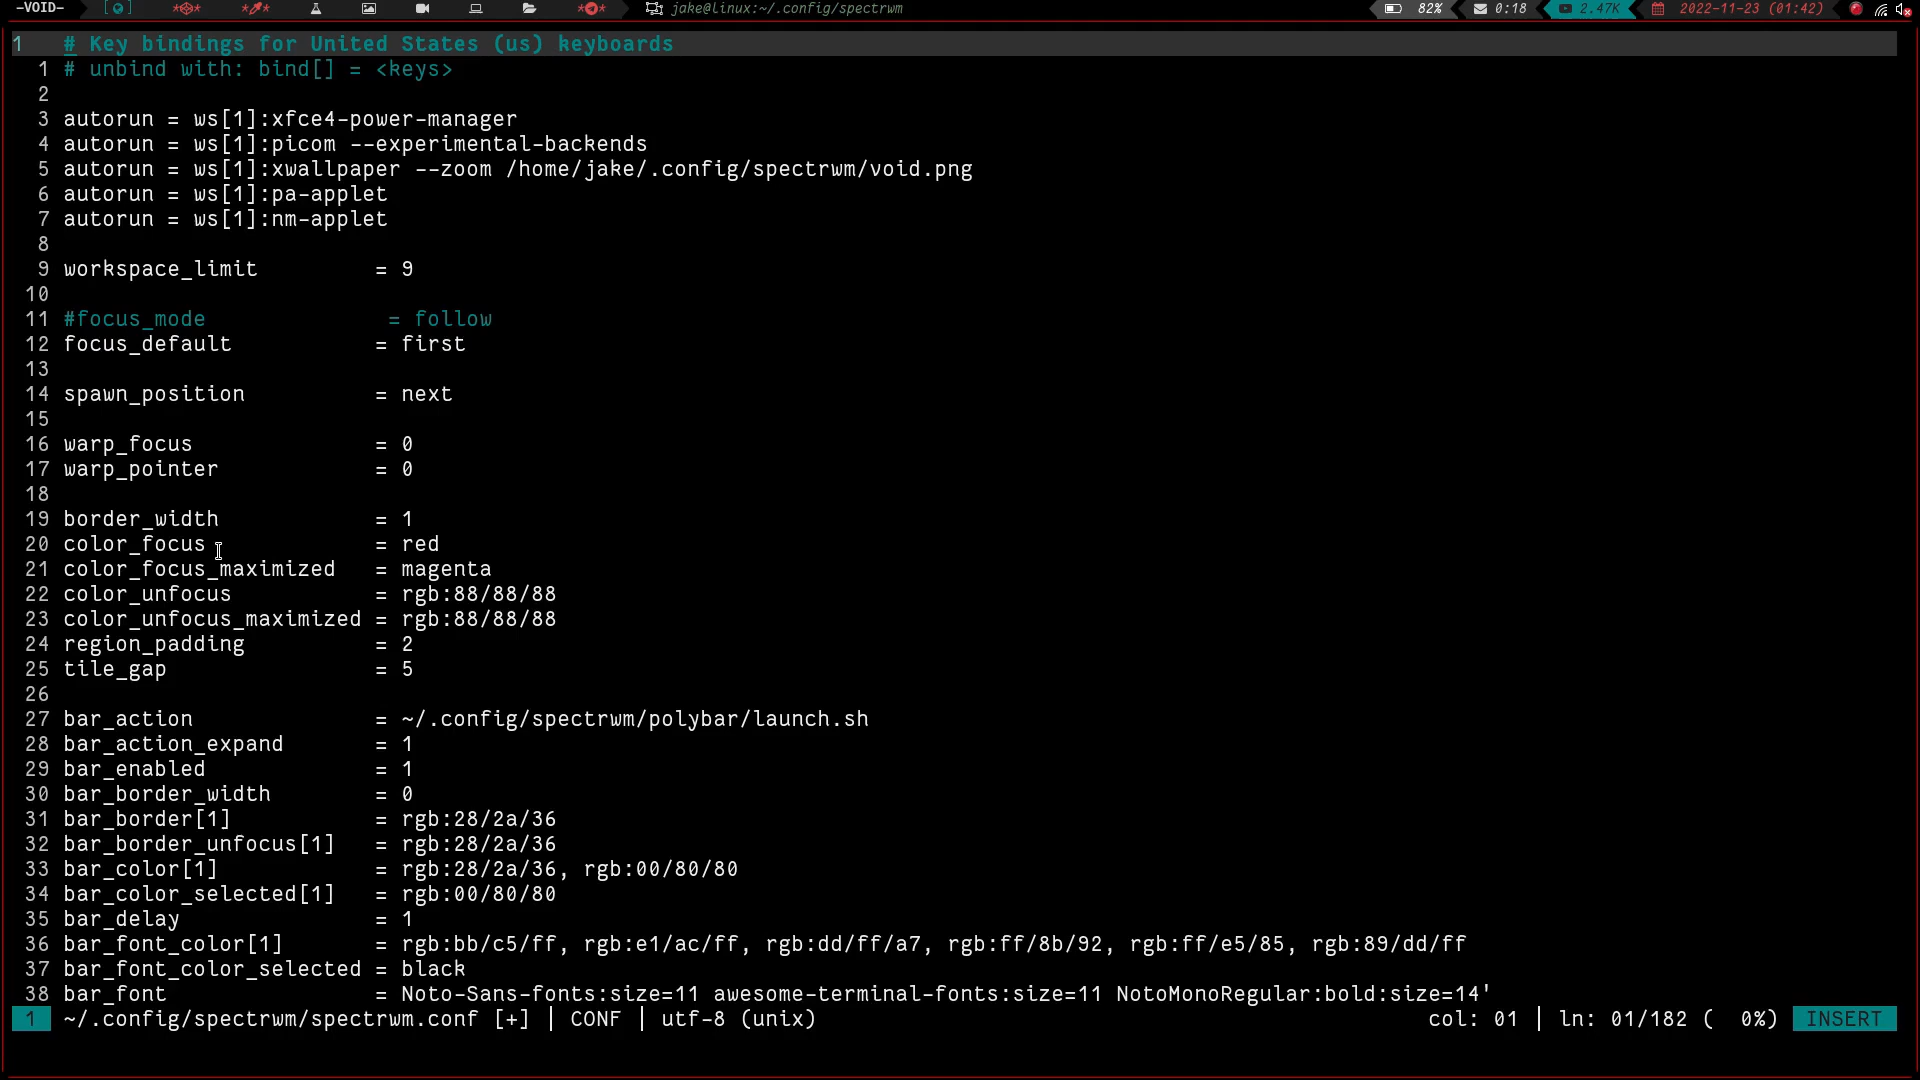 -VOID-
jake@linux:~/.config/spectrwm
82%
0:18
2.47K
2022-11-23 (01:42)
1 # Key bindings for United States (us) keyboards
1 # unbind with: bind[] = <keys>
2
3 autorun = ws[1]:xfce4-power-manager
4 autorun = ws[1]:picom --experimental-backends
5 autorun = ws[1]:xwallpaper --zoom /home/jake/.config/spectrwm/void.png
6 autorun = ws[1]:pa-applet
7 autorun = ws[1]:nm-applet
8
9 workspace_limit = 9
10
11 #focus_mode = follow
12 focus_default = first
13
14 spawn_position = next
15
16 warp_focus = 0
17 warp_pointer = 0
18
19 border_width = 1
20 color_focus = red
21 color_focus_maximized = magenta
22 color_unfocus = rgb:88/88/88
23 color_unfocus_maximized = rgb:88/88/88
24 region_padding = 2
25 tile_gap = 5
26
27 bar_action = ~/.config/spectrwm/polybar/launch.sh
28 bar_action_expand = 1
29 bar_enabled = 1
30 bar_border_width = 0
31 bar_border[1] = rgb:28/2a/36
32 bar_border_unfocus[1] = rgb:28/2a/36
33 bar_color[1] = rgb:28/2a/36, rgb:00/80/80
34 bar_color_selected[1] = rgb:00/80/80
35 bar_delay = 1
36 bar_font_color[1] = rgb:bb/c5/ff, rgb:e1/ac/ff, rgb:dd/ff/a7, rgb:ff/8b/92, rgb:ff/e5/85, rgb:89/dd/ff
37 bar_font_color_selected = black
38 bar_font = Noto-Sans-fonts:size=11 awesome-terminal-fonts:size=11 NotoMonoRegular:bold:size=14'
1 ~/.config/spectrwm/spectrwm.conf [+] | CONF | utf-8 (unix) col: 01 | ln: 01/182 ( 0%) INSERT